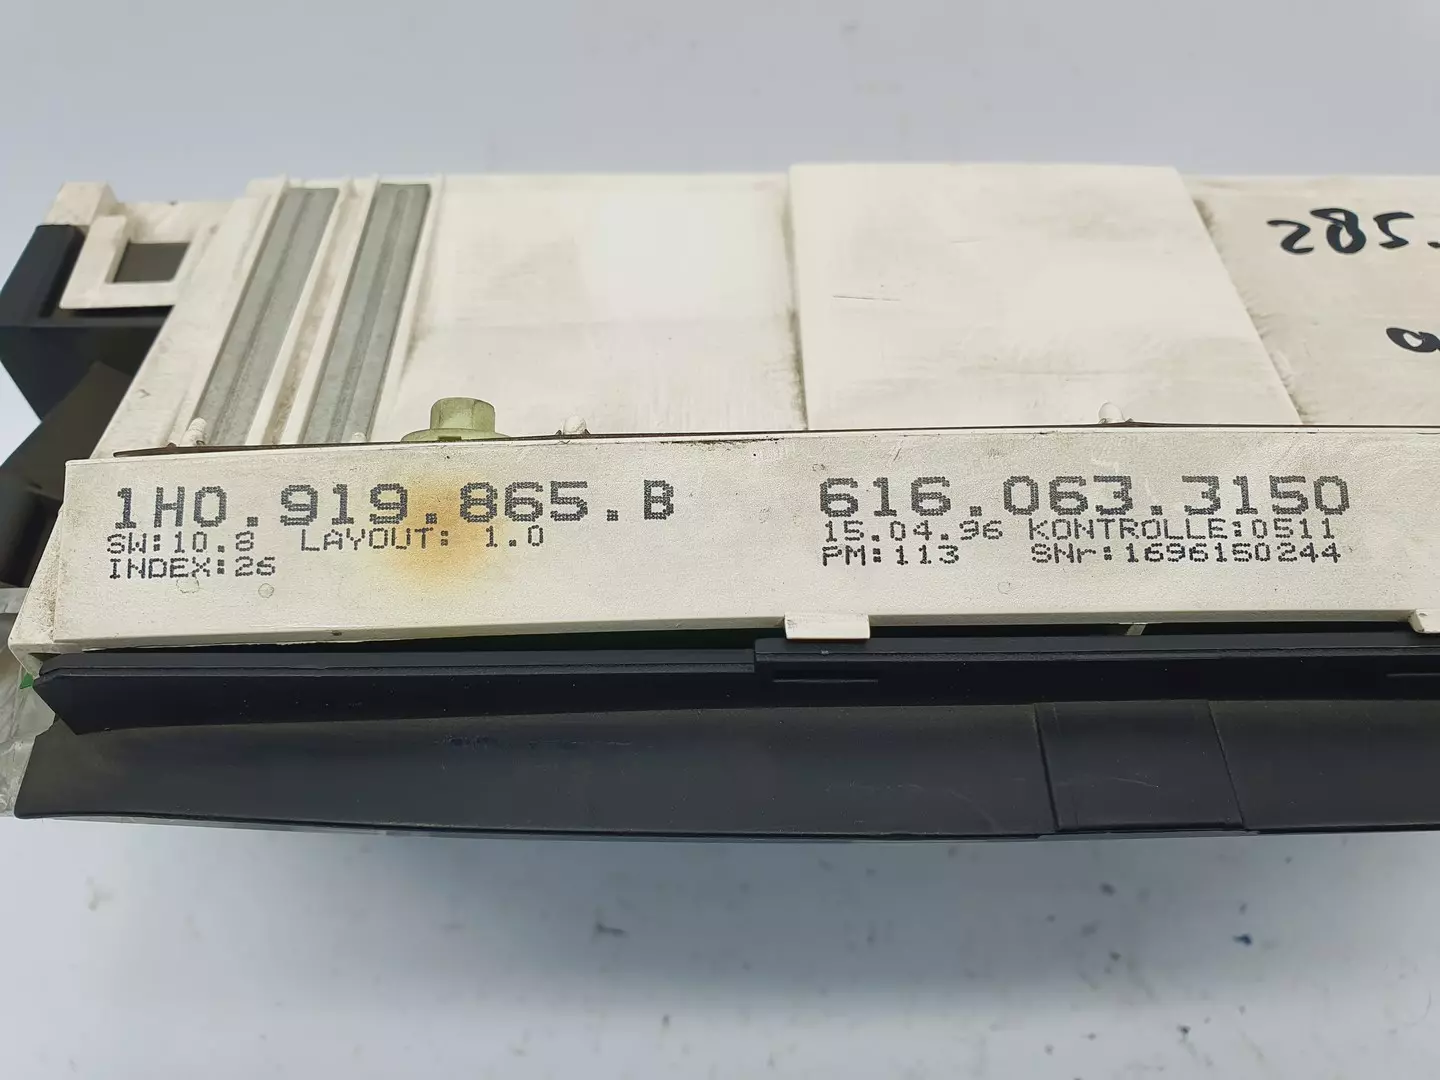 285.
1H0.919.865.B 616.063.3150
SW:10.8 LAYOUT: 1.0 15.04.96 KONTROLLE:0511
INDEX:26 PM:113 SNr:1696150244